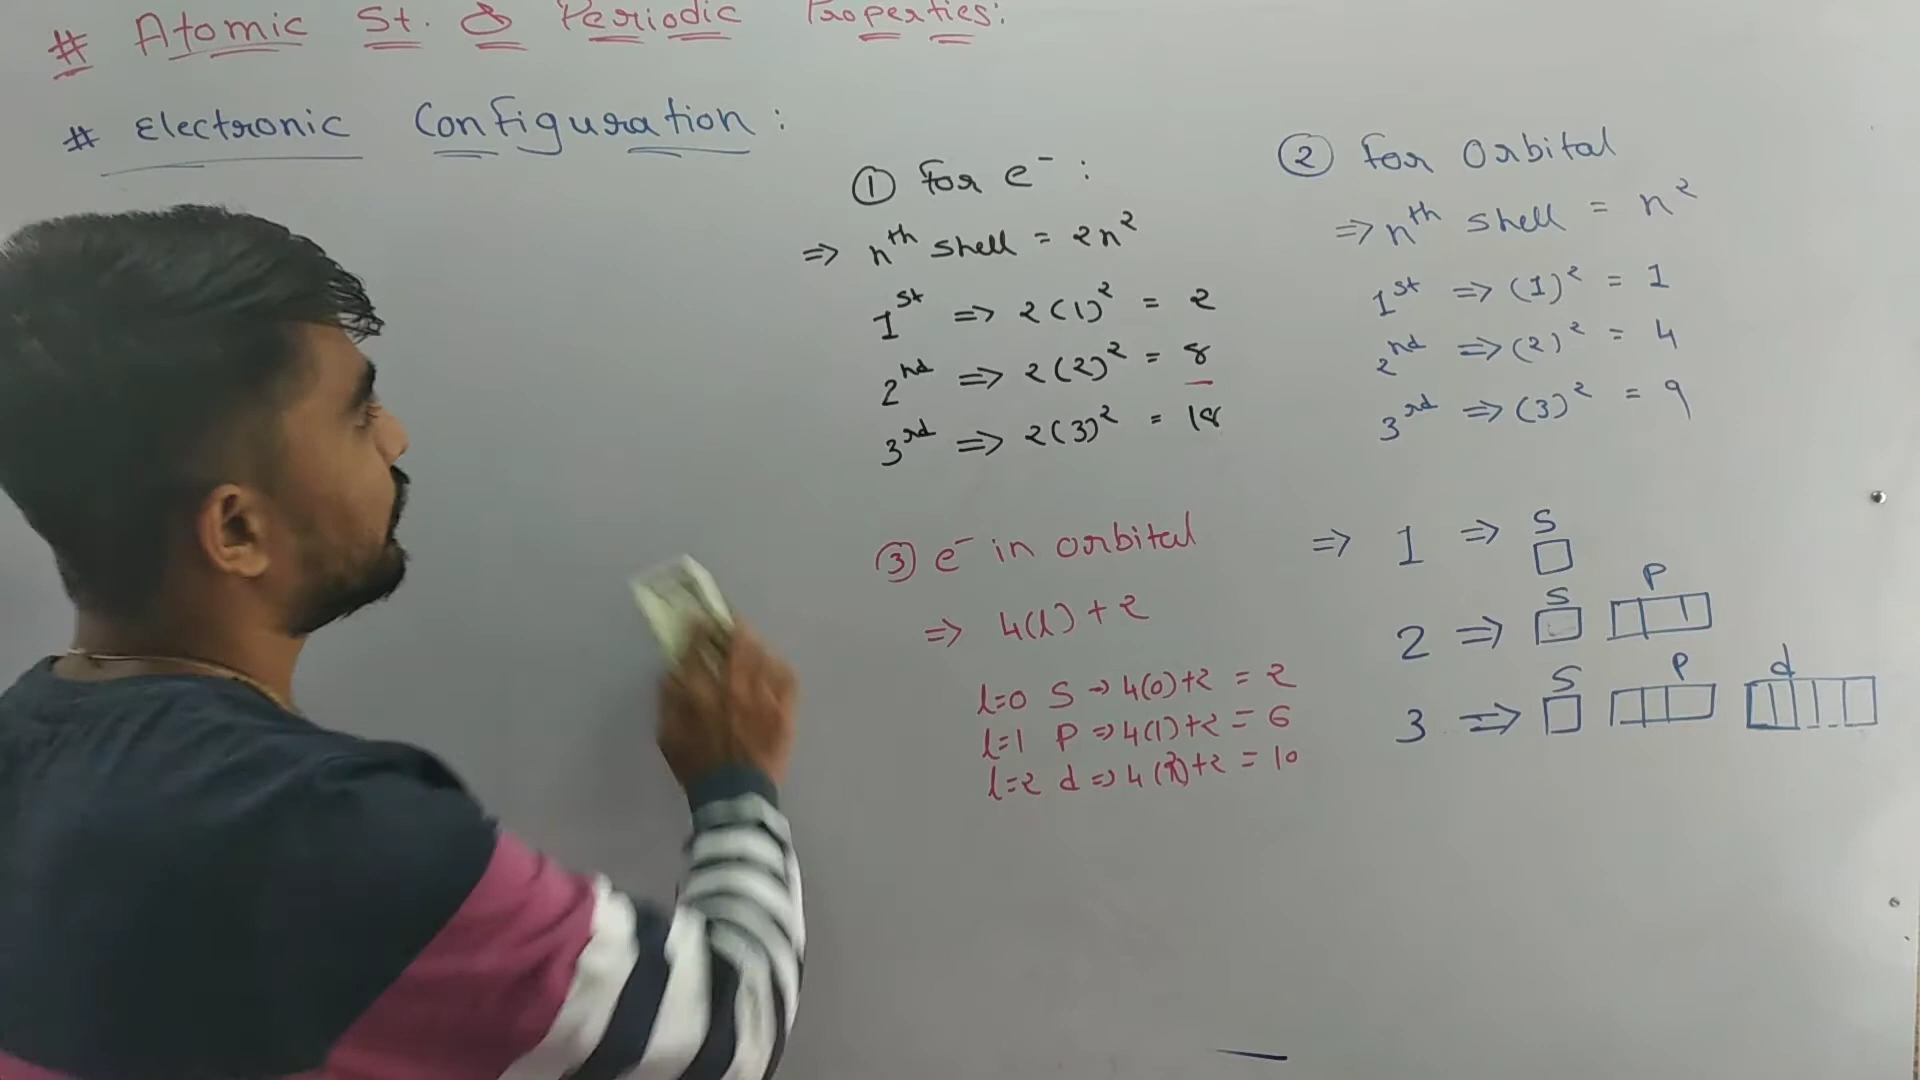 # Atomic St. & Periodic Properties:
# Electronic Configuration:
① For e⁻ :
⇒ nᵗʰ shell = 2n²
1ˢᵗ ⇒ 2(1)² = 2
2ⁿᵈ ⇒ 2(2)² = 8
3ʳᵈ ⇒ 2(3)² = 18
② For Orbital
⇒ nᵗʰ shell = n²
1ˢᵗ ⇒ (1)² = 1
2ⁿᵈ ⇒ (2)² = 4
3ʳᵈ ⇒ (3)² = 9
③ e⁻ in orbital
⇒ 4(l) + 2
l=0 S → 4(0)+2 = 2
l=1 P ⇒ 4(1)+2 = 6
l=2 d ⇒ 4(2)+2 = 10
⇒ 1 ⇒ S
2 ⇒ S P
3 ⇒ S P d